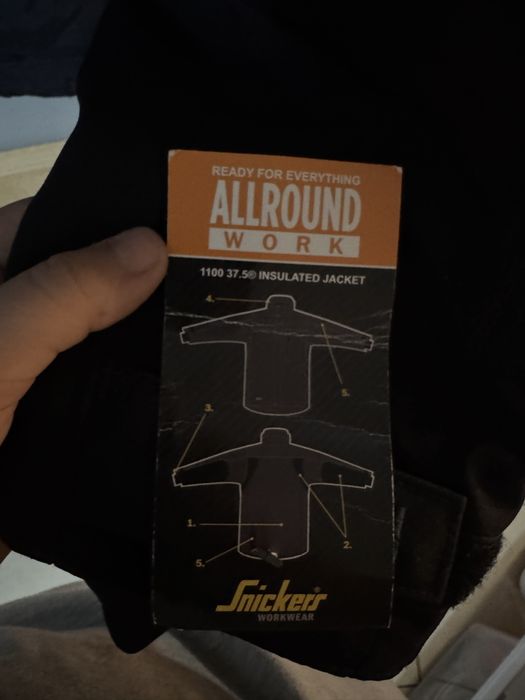 READY FOR EVERYTHING
ALLROUND
WORK
1100 37.5® INSULATED JACKET
4.
5.
3.
1.
2.
5.
Snickers®
WORKWEAR